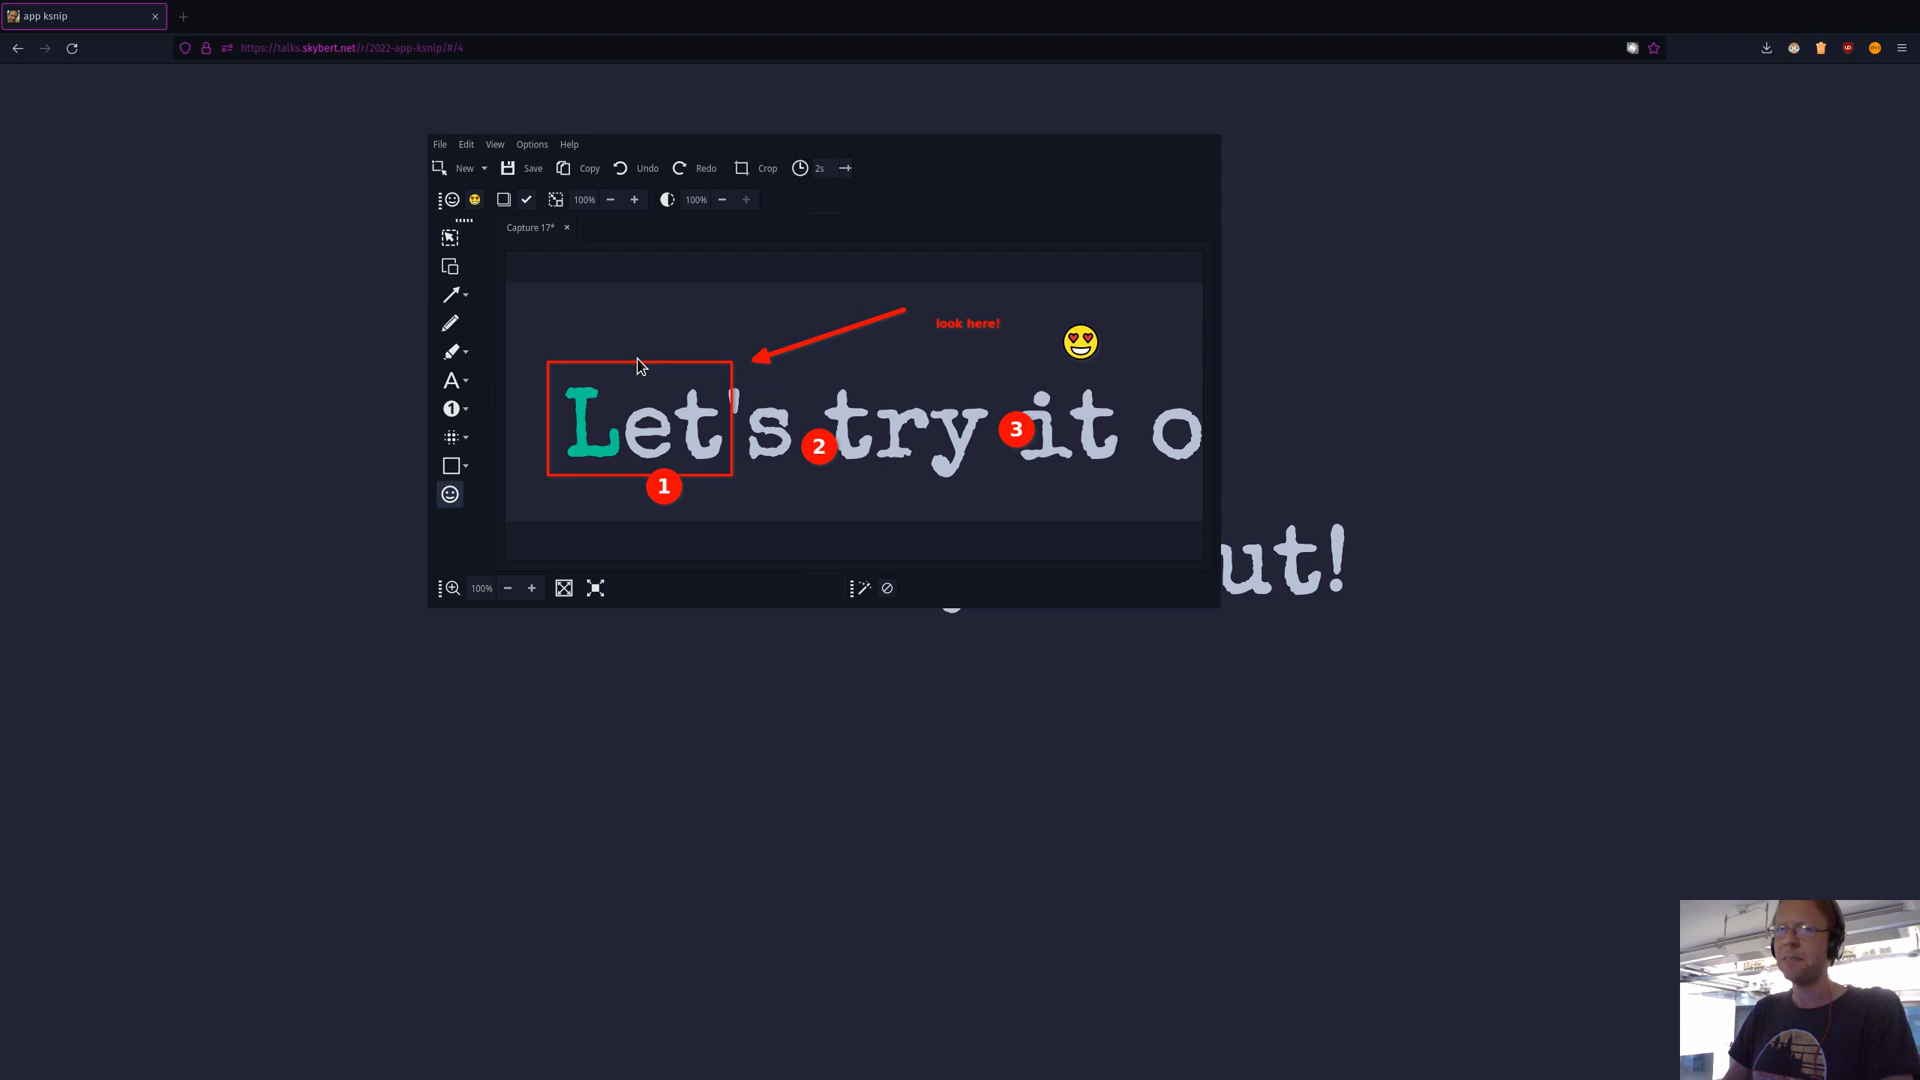 app ksnip
https://talks.skybert.net/r/2022-app-ksnip/#/4
File Edit View Options Help
New Save Copy Undo Redo Crop 2s
100% 100%
Capture 17*
look here!
Let's try it o
1 2 3
A
1
ut!
100%